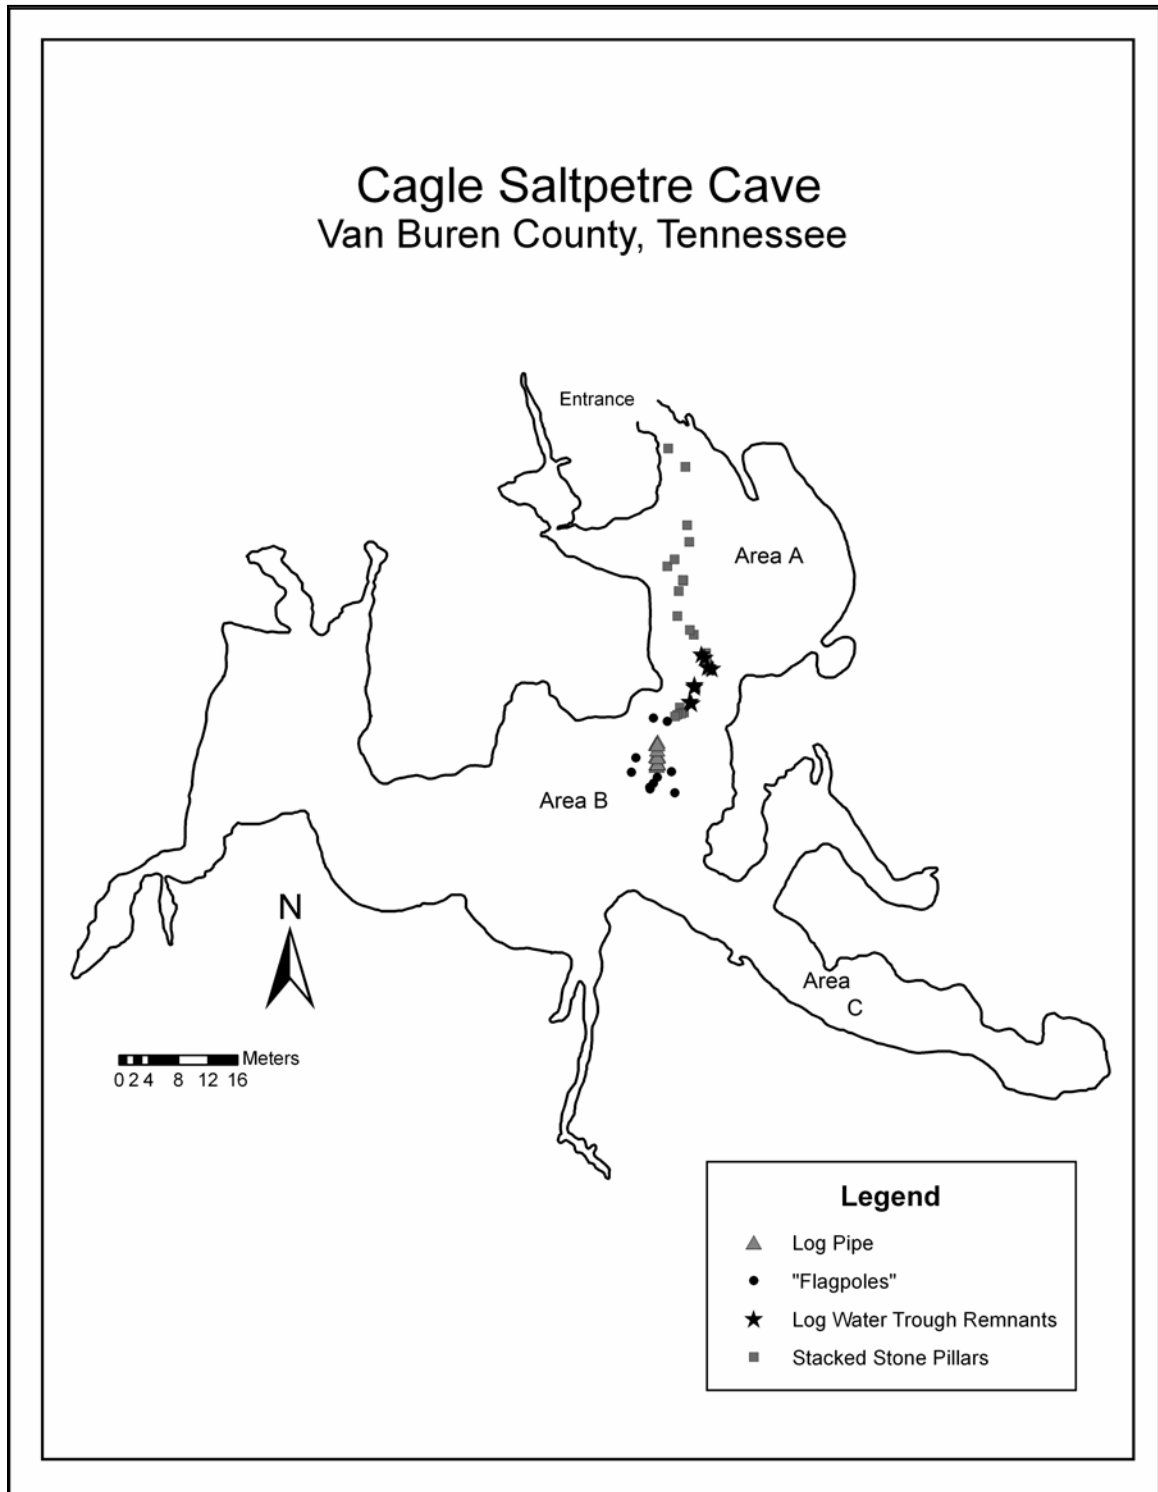 Cagle Saltpetre Cave
Van Buren County, Tennessee
Entrance
Area A
Area B
N
Area
C
Meters
0 2 4 8 12 16
Legend
Log Pipe
"Flagpoles"
Log Water Trough Remnants
Stacked Stone Pillars